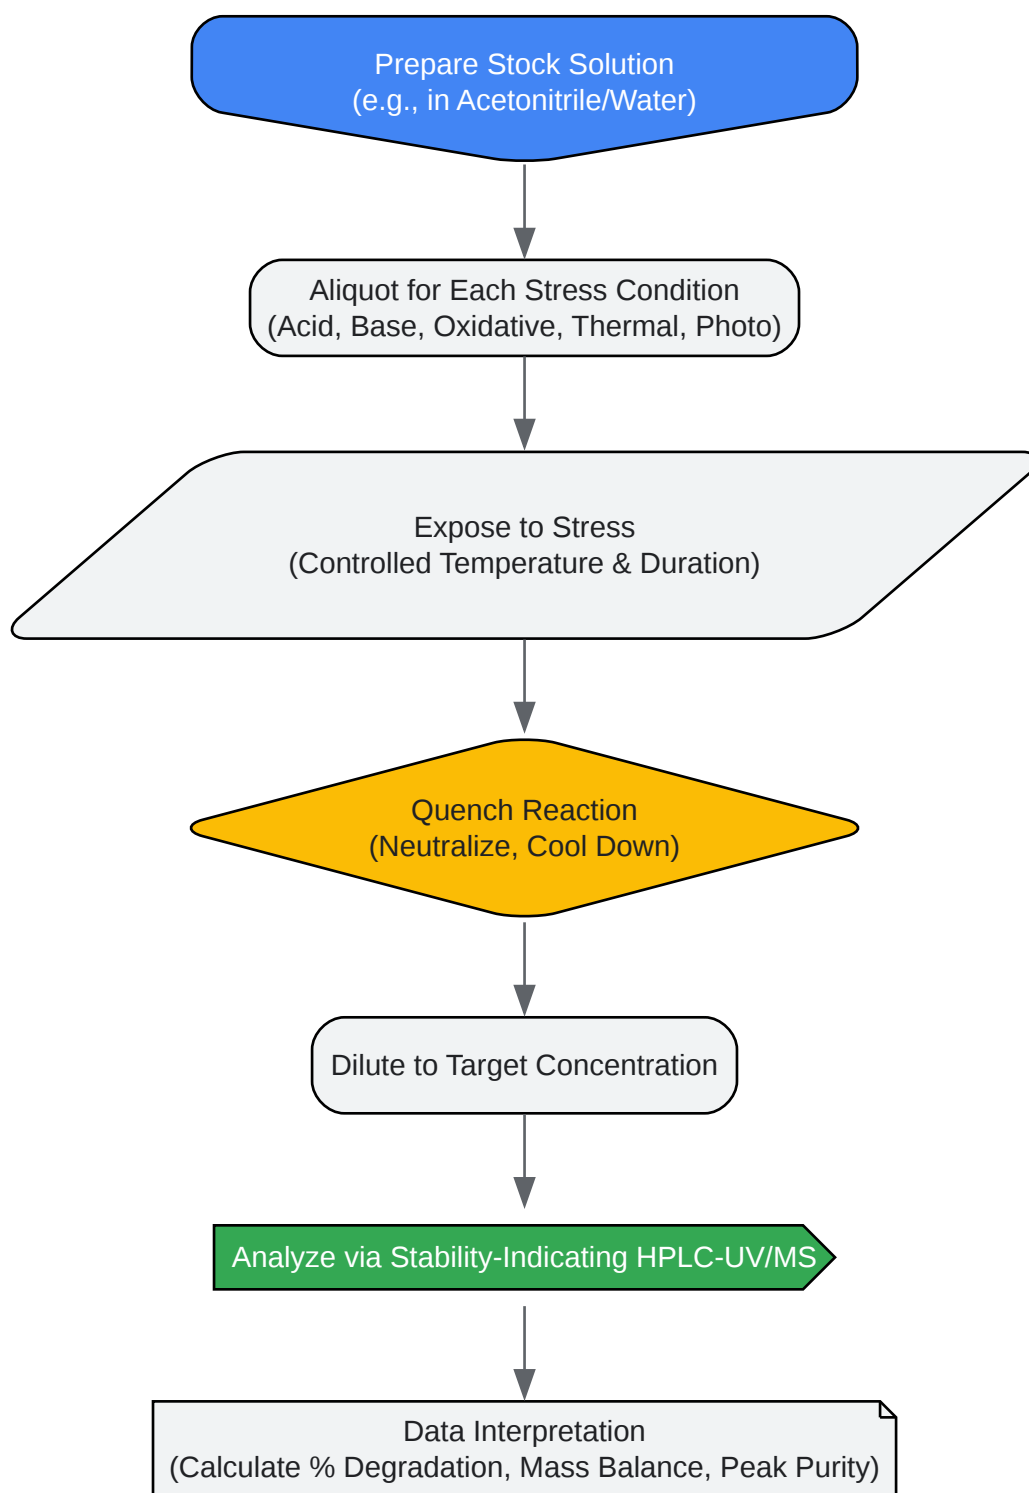 Prepare Stock Solution
(e.g., in Acetonitrile/Water)
Aliquot for Each Stress Condition
(Acid, Base, Oxidative, Thermal, Photo)
Expose to Stress
(Controlled Temperature & Duration)
Quench Reaction
(Neutralize, Cool Down)
Dilute to Target Concentration
Analyze via Stability-Indicating HPLC-UV/MS
Data Interpretation
(Calculate % Degradation, Mass Balance, Peak Purity)